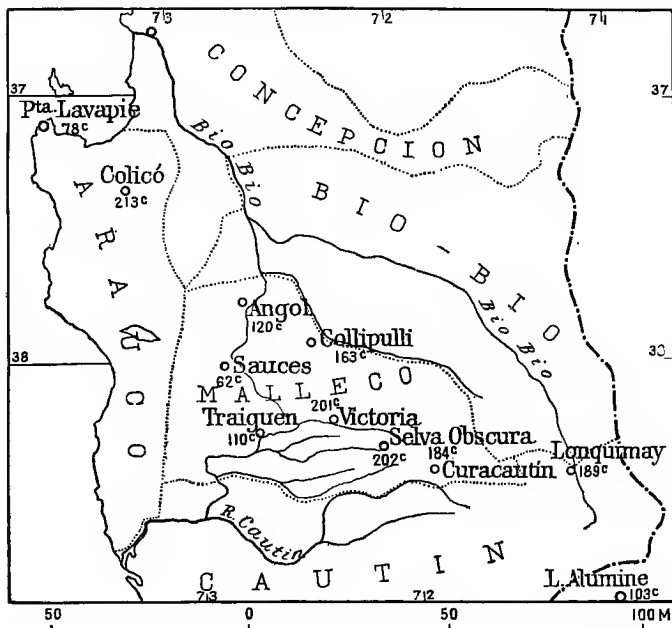 73 72 71
CONCEPCION
37 37
Pta. Lavapie
78c
Bio Bio
Colicó
213c
ARAUCO
BIO-BIO
Bio Bio
Angol
120c
Collipulli
163c
38 38
Sauces
62c
MALLECO
201c
Traiguen Victoria
110c
Selva Obscura
202c
184c
Lonquimay
Curacautín
189c
R. Cautin
CAUTIN
L. Alumine
73 72
103c
50 0 50 100 M